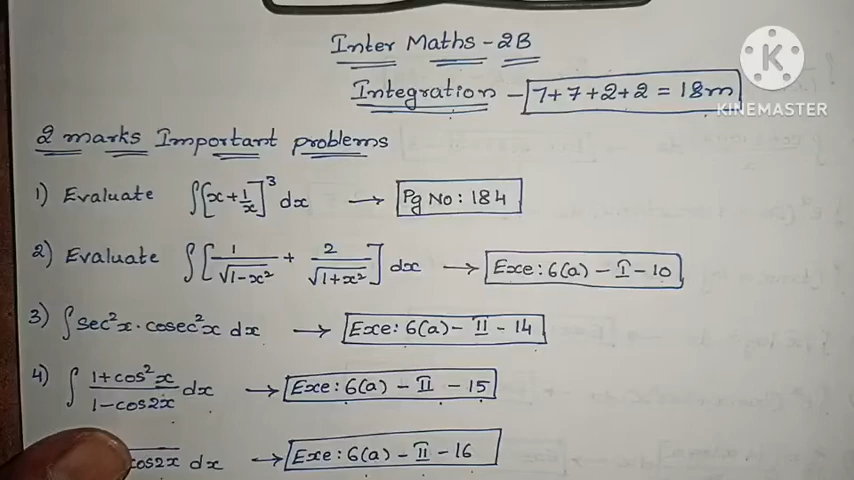 Inter Maths - 2B
Integration - 7+7+2+2 = 18m
KINEMASTER
2 marks Important problems
1) Evaluate ∫[x + 1/x]³ dx → Pg No: 184
2) Evaluate ∫[1/√(1-x²) + 2/√(1+x²)] dx → Exe: 6(a) - I - 10
3) ∫sec²x · cosec²x dx → Exe: 6(a) - II - 14
4) ∫ (1+cos²x)/(1-cos2x) dx → Exe: 6(a) - II - 15
cos2x dx → Exe: 6(a) - II - 16